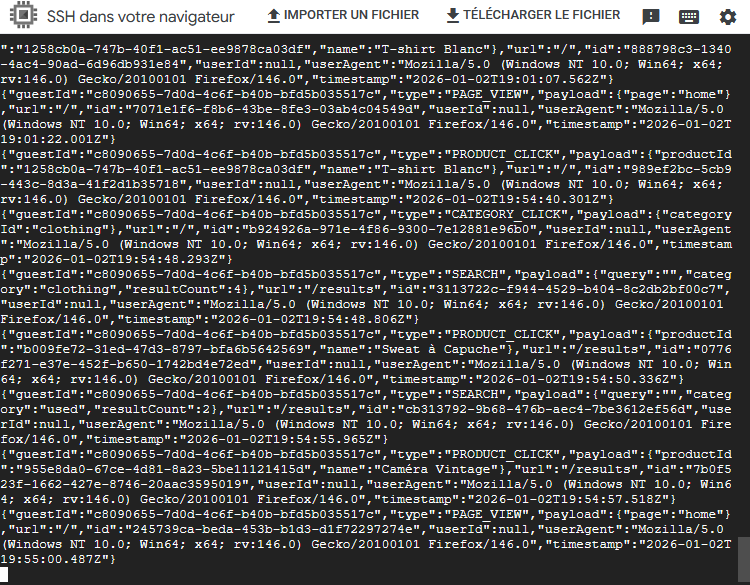 SSH dans votre navigateur
IMPORTER UN FICHIER
TÉLÉCHARGER LE FICHIER
":"1258cb0a-747b-40f1-ac51-ee9878ca03df","name":"T-shirt Blanc"},"url":"/","id":"888798c3-1340
-4ac4-90ad-6d96db931e84","userId":null,"userAgent":"Mozilla/5.0 (Windows NT 10.0; Win64; x64;
rv:146.0) Gecko/20100101 Firefox/146.0","timestamp":"2026-01-02T19:01:07.562Z"}
{"guestId":"c8090655-7d0d-4c6f-b40b-bfd5b035517c","type":"PAGE_VIEW","payload":{"page":"home"}
,"url":"/","id":"7071e1f6-f8b6-43be-8fe3-03ab4c04549d","userId":null,"userAgent":"Mozilla/5.0
(Windows NT 10.0; Win64; x64; rv:146.0) Gecko/20100101 Firefox/146.0","timestamp":"2026-01-02T
19:01:22.001Z"}
{"guestId":"c8090655-7d0d-4c6f-b40b-bfd5b035517c","type":"PRODUCT_CLICK","payload":{"productId
":"1258cb0a-747b-40f1-ac51-ee9878ca03df","name":"T-shirt Blanc"},"url":"/","id":"989ef2bc-5cb9
-443c-8d3a-41f2d1b35718","userId":null,"userAgent":"Mozilla/5.0 (Windows NT 10.0; Win64; x64;
rv:146.0) Gecko/20100101 Firefox/146.0","timestamp":"2026-01-02T19:54:40.301Z"}
{"guestId":"c8090655-7d0d-4c6f-b40b-bfd5b035517c","type":"CATEGORY_CLICK","payload":{"category
Id":"clothing"},"url":"/","id":"b924926a-971e-4f86-9300-7e12881e96b0","userId":null,"userAgent
":"Mozilla/5.0 (Windows NT 10.0; Win64; x64; rv:146.0) Gecko/20100101 Firefox/146.0","timestam
p":"2026-01-02T19:54:48.293Z"}
{"guestId":"c8090655-7d0d-4c6f-b40b-bfd5b035517c","type":"SEARCH","payload":{"query":"","categ
ory":"clothing","resultCount":4},"url":"/results","id":"3113722c-f944-4529-b404-8c2db2bf00c7",
"userId":null,"userAgent":"Mozilla/5.0 (Windows NT 10.0; Win64; x64; rv:146.0) Gecko/20100101
Firefox/146.0","timestamp":"2026-01-02T19:54:48.806Z"}
{"guestId":"c8090655-7d0d-4c6f-b40b-bfd5b035517c","type":"PRODUCT_CLICK","payload":{"productId
":"b009fe72-31ed-47d3-8797-bfa6b5642569","name":"Sweat à Capuche"},"url":"/results","id":"0776
f271-e37e-452f-b650-1742bd4e72ed","userId":null,"userAgent":"Mozilla/5.0 (Windows NT 10.0; Win
64; x64; rv:146.0) Gecko/20100101 Firefox/146.0","timestamp":"2026-01-02T19:54:50.336Z"}
{"guestId":"c8090655-7d0d-4c6f-b40b-bfd5b035517c","type":"SEARCH","payload":{"query":"","categ
ory":"used","resultCount":2},"url":"/results","id":"cb313792-9b68-476b-aec4-7be3612ef56d","use
rId":null,"userAgent":"Mozilla/5.0 (Windows NT 10.0; Win64; x64; rv:146.0) Gecko/20100101 Fire
fox/146.0","timestamp":"2026-01-02T19:54:55.965Z"}
{"guestId":"c8090655-7d0d-4c6f-b40b-bfd5b035517c","type":"PRODUCT_CLICK","payload":{"productId
":"955e8da0-67ce-4d81-8a23-5be11121415d","name":"Caméra Vintage"},"url":"/results","id":"7b0f5
23f-1662-427e-8746-20aac3595019","userId":null,"userAgent":"Mozilla/5.0 (Windows NT 10.0; Win6
4; x64; rv:146.0) Gecko/20100101 Firefox/146.0","timestamp":"2026-01-02T19:54:57.518Z"}
{"guestId":"c8090655-7d0d-4c6f-b40b-bfd5b035517c","type":"PAGE_VIEW","payload":{"page":"home"}
,"url":"/","id":"245739ca-beda-453b-b1d3-d1f72297274e","userId":null,"userAgent":"Mozilla/5.0
(Windows NT 10.0; Win64; x64; rv:146.0) Gecko/20100101 Firefox/146.0","timestamp":"2026-01-02T
19:55:00.487Z"}